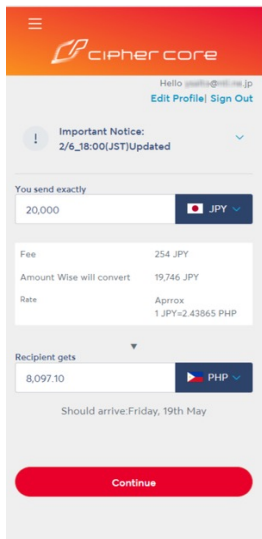 cipher core
Hello .jp
Edit Profile| Sign Out
! Important Notice:
2/6_18:00(JST)Updated
You send exactly
20,000 JPY
Fee 254 JPY
Amount Wise will convert 19,746 JPY
Rate Aprrox
1 JPY=2.43865 PHP
Recipient gets
8,097.10 PHP
Should arrive:Friday, 19th May
Continue